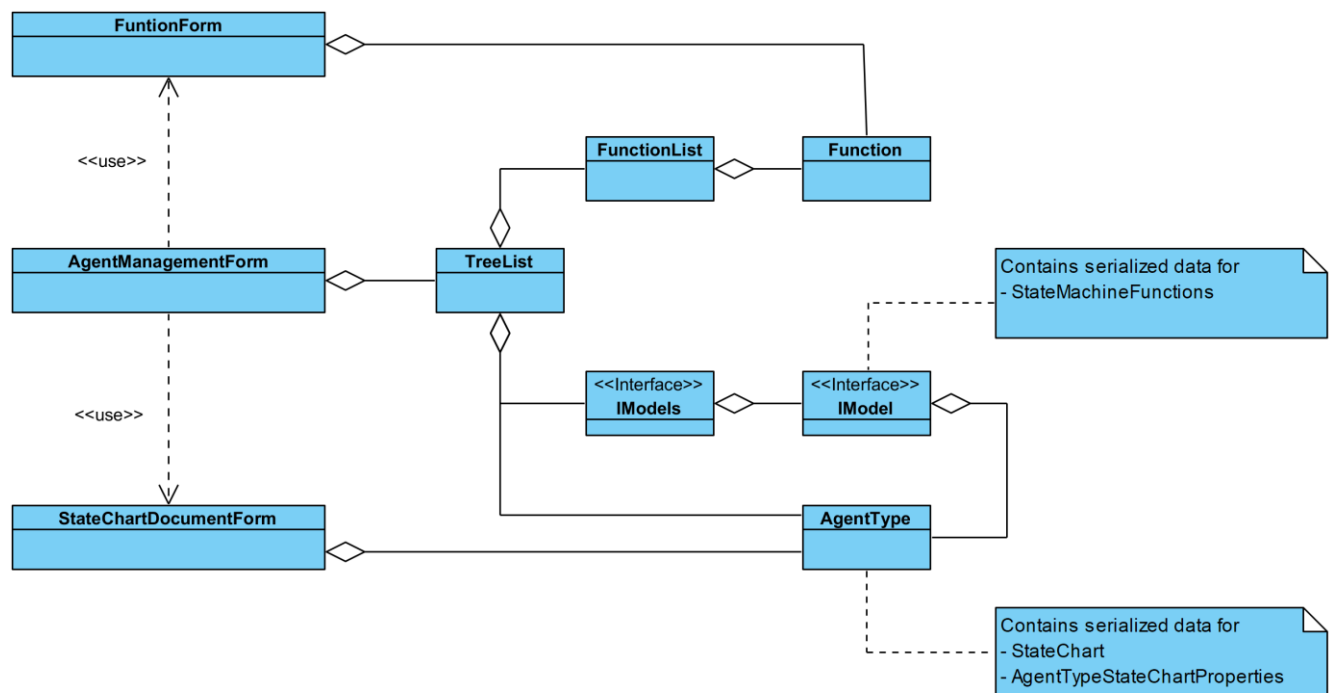 FuntionForm
<<use>>
FunctionList
Function
AgentManagementForm
TreeList
Contains serialized data for
- StateMachineFunctions
<<Interface>>
IModels
<<Interface>>
IModel
<<use>>
StateChartDocumentForm
AgentType
Contains serialized data for
- StateChart
- AgentTypeStateChartProperties